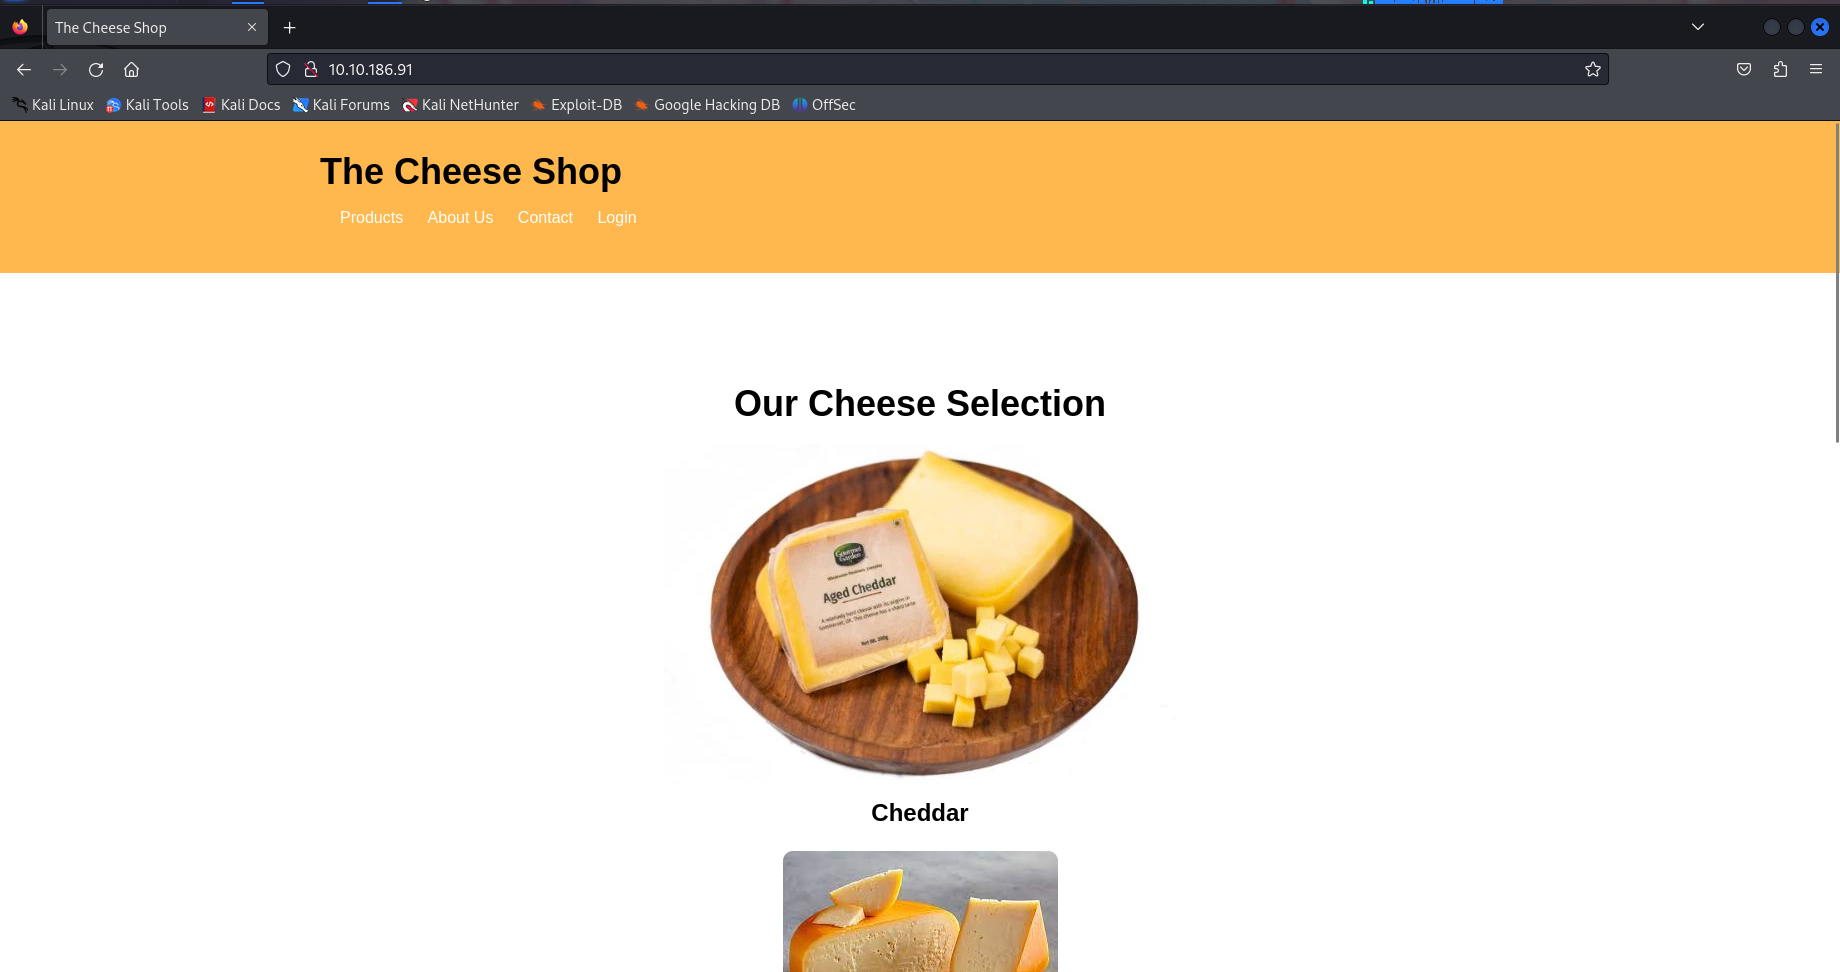 The Cheese Shop
10.10.186.91
Kali Linux Kali Tools Kali Docs Kali Forums Kali NetHunter Exploit-DB Google Hacking DB OffSec
The Cheese Shop
Products About Us Contact Login
Our Cheese Selection
Gourmet
Garden
Aged Cheddar
Cheddar